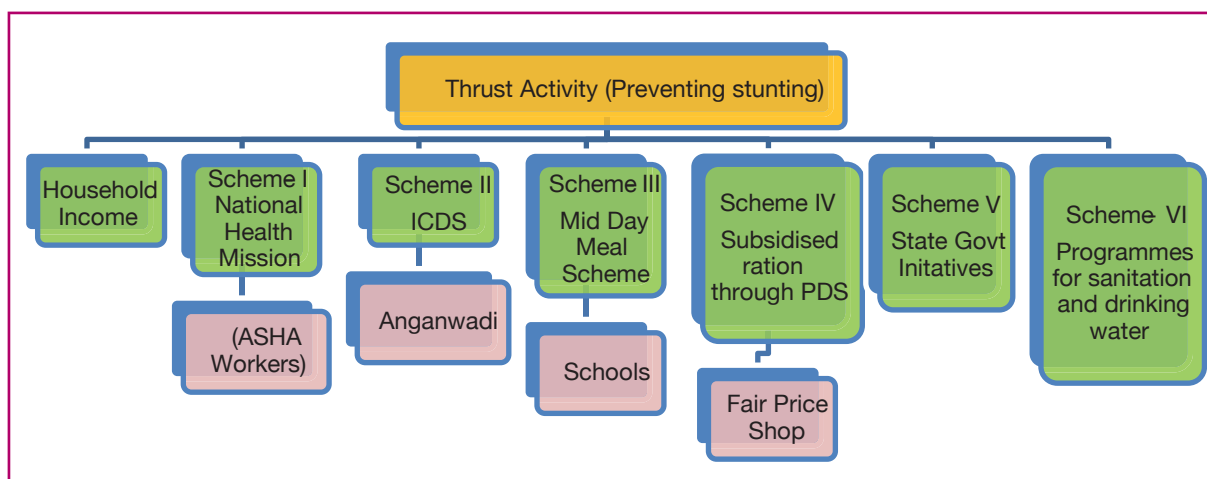 Thrust Activity (Preventing stunting)
Household
Income
Scheme I
National
Health
Mission
(ASHA
Workers)
Scheme II
ICDS
Anganwadi
Scheme III
Mid Day
Meal
Scheme
Schools
Scheme IV
Subsidised
ration
through PDS
Fair Price
Shop
Scheme V
State Govt
Initatives
Scheme- VI
Programmes
for sanitation
and drinking
water